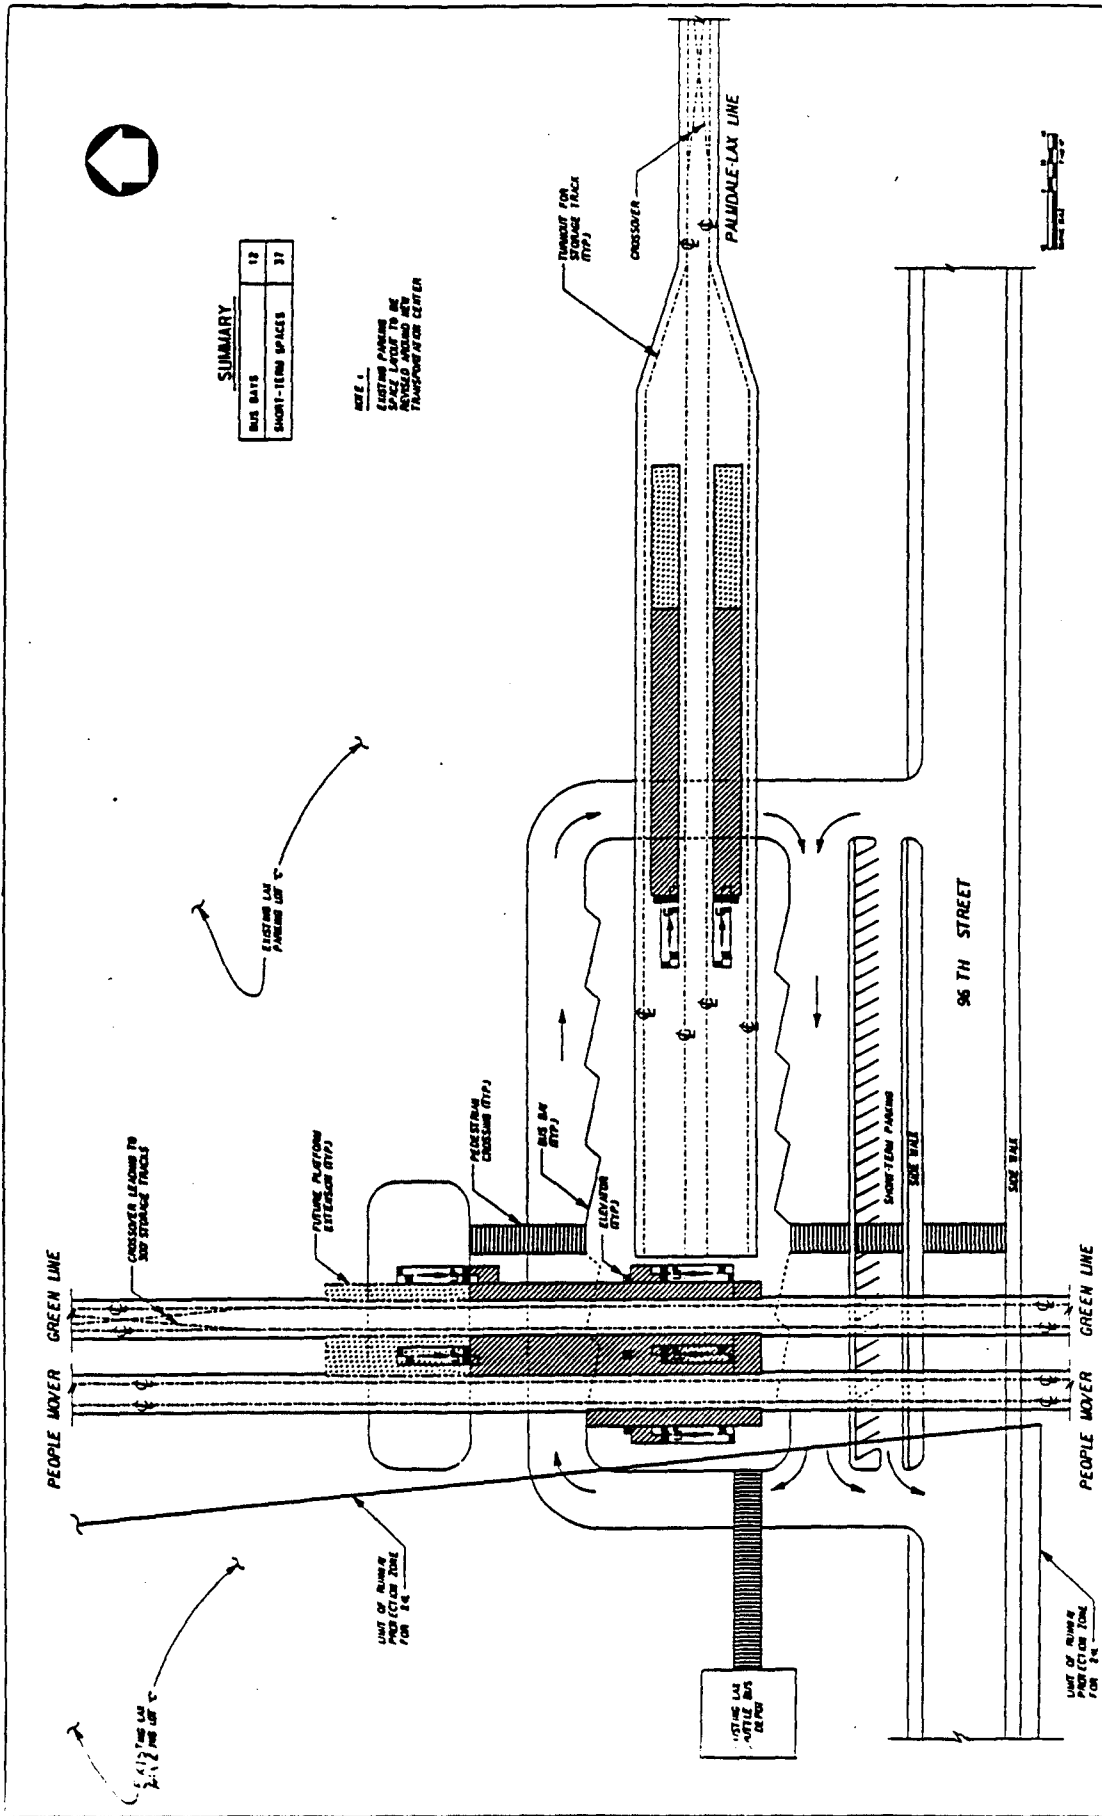 SUMMARY
BUS BAYS 12
SHORT-TERM SPACES 37
NOTE :
EXISTING PARKING
SPACE LAYOUT TO BE
REVISED AROUND NEW
TRANSPORTATION CENTER
EXISTING LAX
PARKING LOT C
CROSSOVER LEADING TO
300' STORAGE TRACKS
FUTURE PLATFORM
EXTENSION (TYP.)
PEDESTRIAN
CROSSING (TYP.)
BUS BAY
(TYP.)
ELEVATOR
(TYP.)
TURNOUT FOR
STORAGE TRACK
(TYP.)
CROSSOVER
PALMDALE-LAX LINE
GREEN LINE
PEOPLE MOVER
LIMIT OF RUNWAY
PROTECTION ZONE
FOR
EXISTING LAX
LOT C
SHUTTLE BUS
DEPOT
SHORT-TERM PARKING
SIDE WALK
96 TH STREET
SIDE WALK
GREEN LINE
PEOPLE MOVER
LIMIT OF RUNWAY
PROTECTION ZONE
FOR